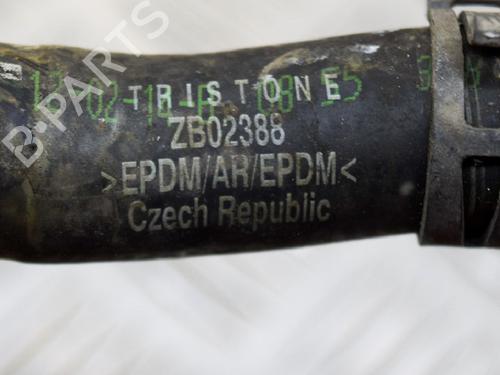 TRISTONE
ZB02388
>EPDM/AR/EPDM<
Czech Republic
B-PARTS